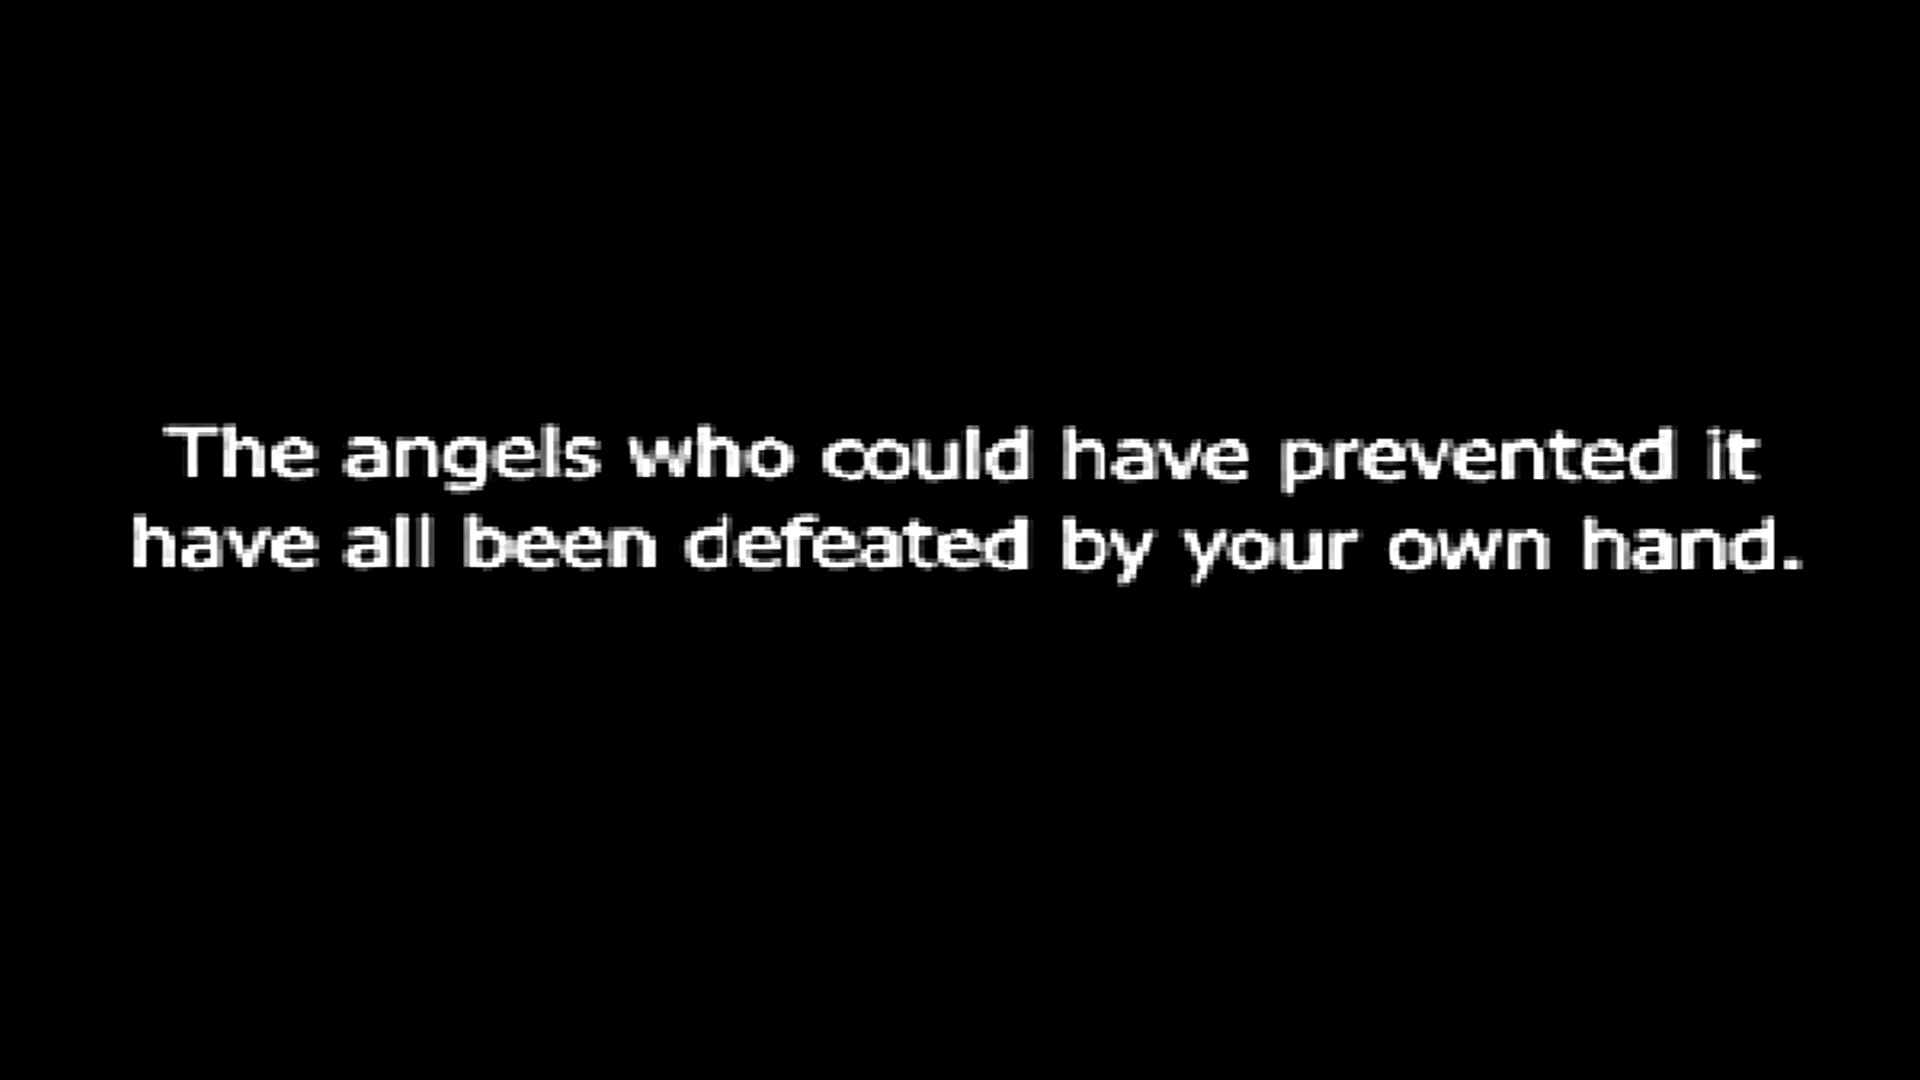 The angels who could have prevented it
have all been defeated by your own hand.